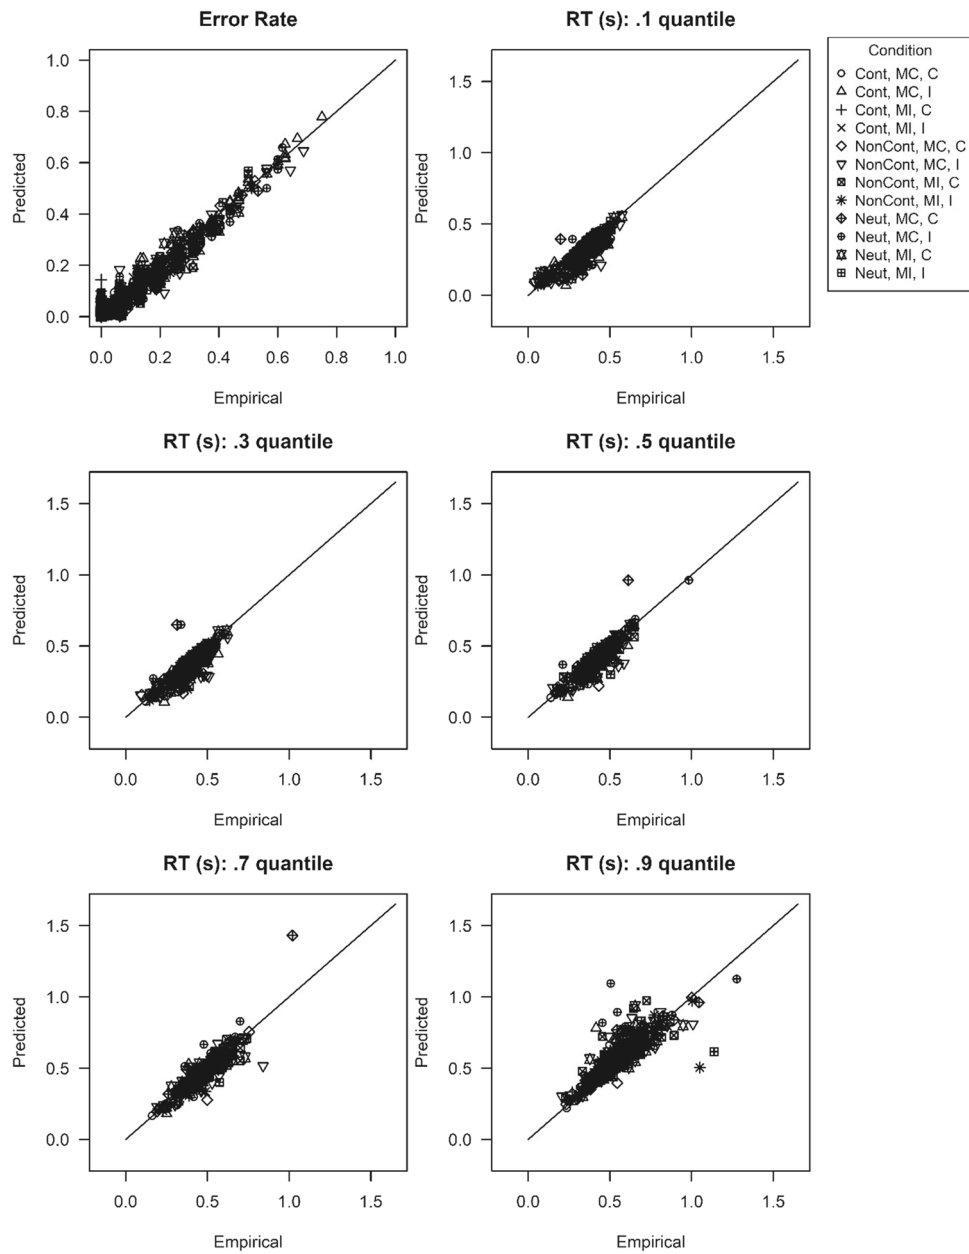 Error Rate
Predicted
1.0
0.8
0.6
0.4
0.2
0.0
0.0 0.2 0.4 0.6 0.8 1.0
Empirical
RT (s): .1 quantile
Predicted
1.5
1.0
0.5
0.0
0.0 0.5 1.0 1.5
Empirical
Condition
Cont, MC, C
Cont, MC, I
Cont, MI, C
Cont, MI, I
NonCont, MC, C
NonCont, MC, I
NonCont, MI, C
NonCont, MI, I
Neut, MC, C
Neut, MC, I
Neut, MI, C
Neut, MI, I
RT (s): .3 quantile
Predicted
1.5
1.0
0.5
0.0
0.0 0.5 1.0 1.5
Empirical
RT (s): .5 quantile
Predicted
1.5
1.0
0.5
0.0
0.0 0.5 1.0 1.5
Empirical
RT (s): .7 quantile
Predicted
1.5
1.0
0.5
0.0
0.0 0.5 1.0 1.5
Empirical
RT (s): .9 quantile
Predicted
1.5
1.0
0.5
0.0
0.0 0.5 1.0 1.5
Empirical